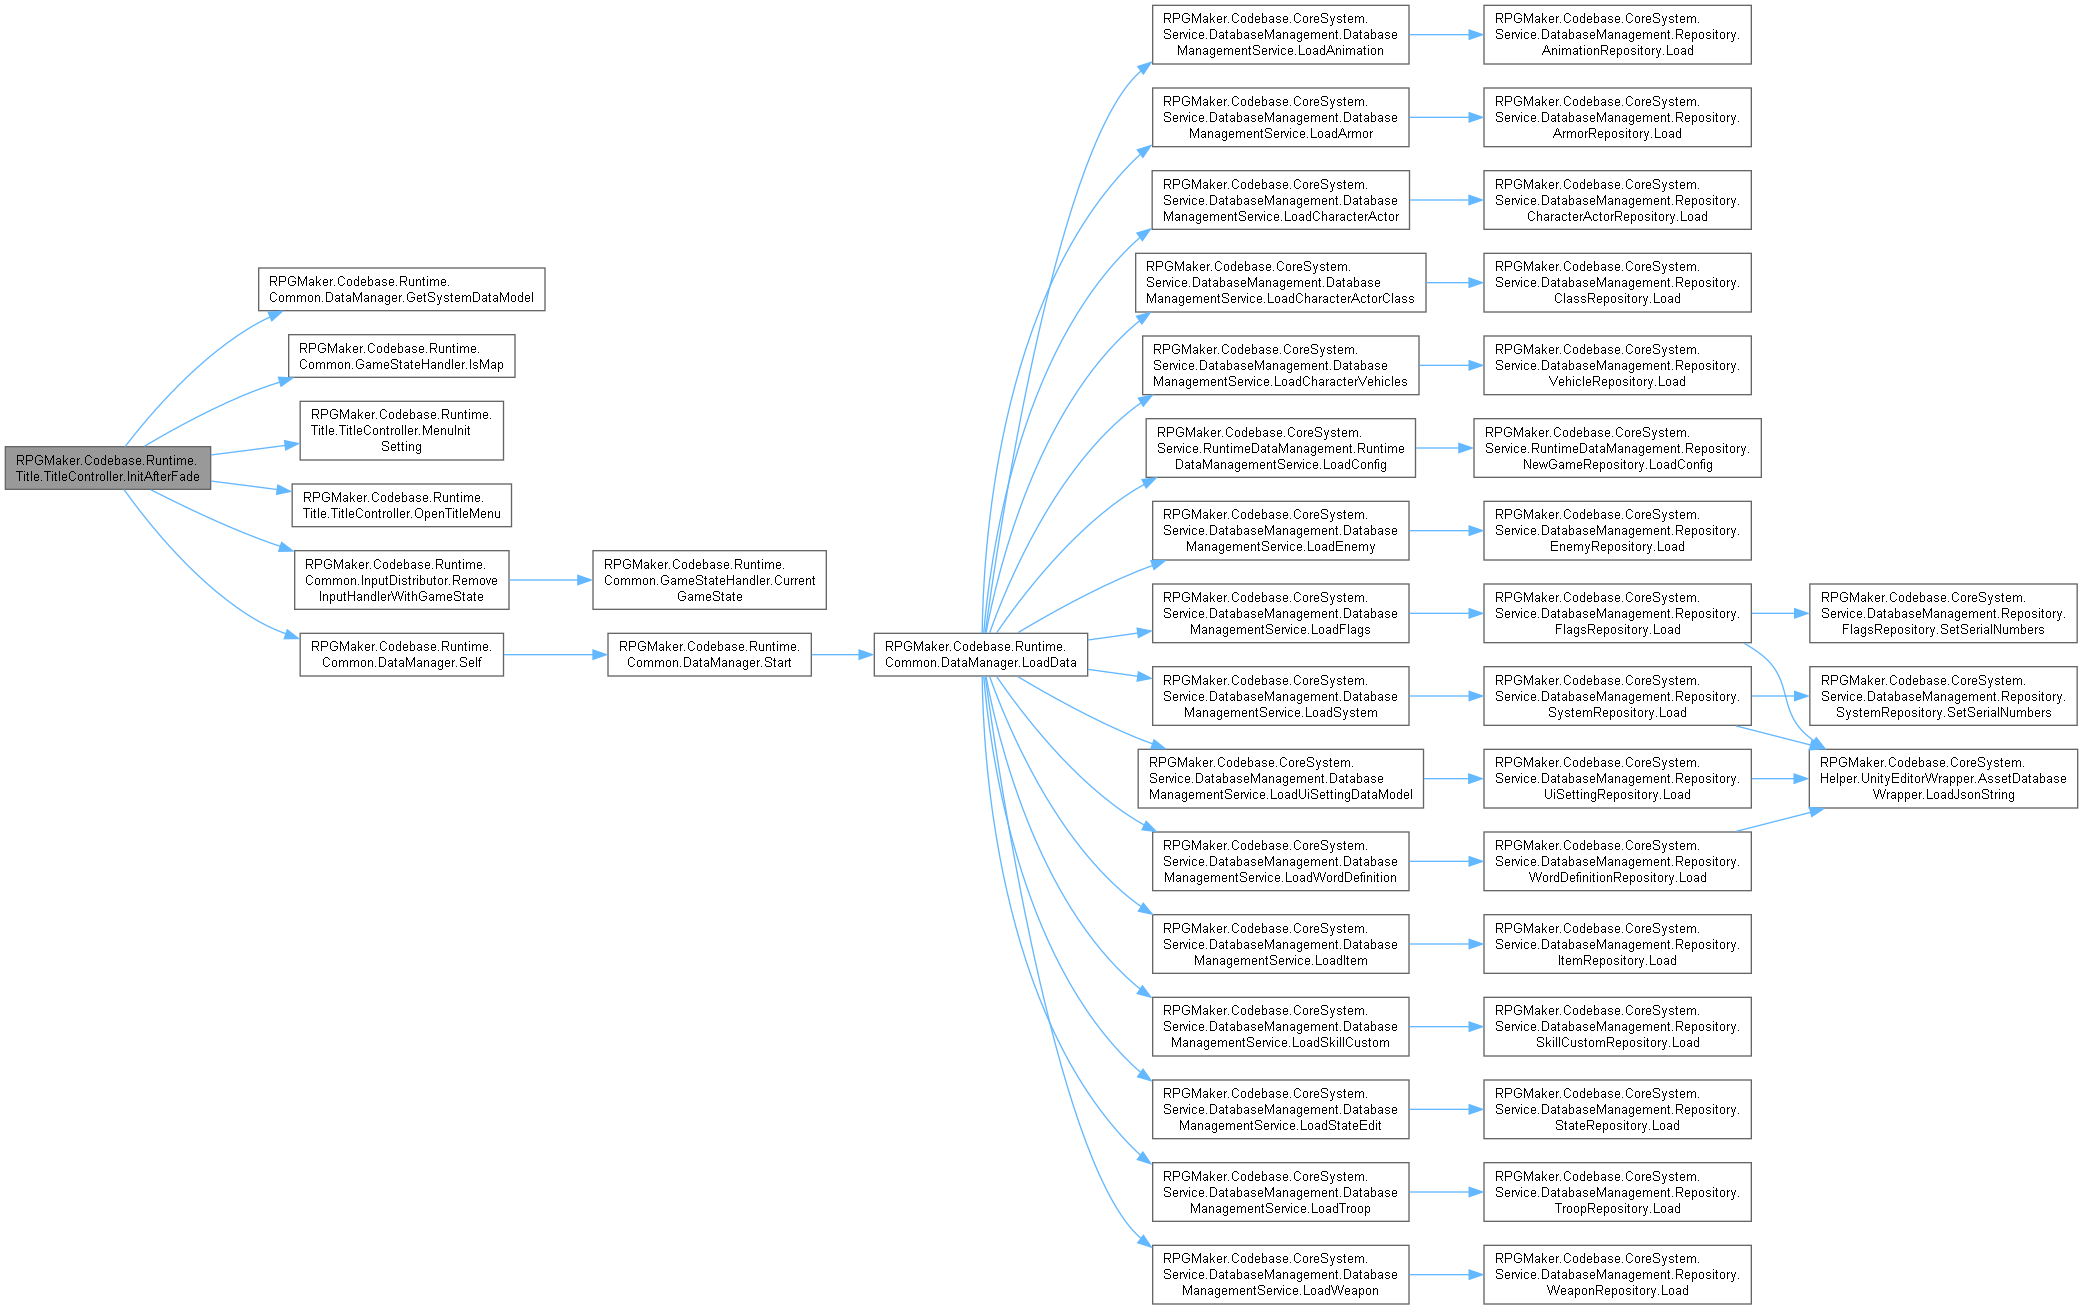 RPGMaker.Codebase.Runtime.
Title.TitleController.InitAfterFade
RPGMaker.Codebase.Runtime.
Common.DataManager.GetSystemDataModel
RPGMaker.Codebase.Runtime.
Common.GameStateHandler.IsMap
RPGMaker.Codebase.Runtime.
Title.TitleController.MenuInit
Setting
RPGMaker.Codebase.Runtime.
Title.TitleController.OpenTitleMenu
RPGMaker.Codebase.Runtime.
Common.InputDistributor.Remove
InputHandlerWithGameState
RPGMaker.Codebase.Runtime.
Common.GameStateHandler.Current
GameState
RPGMaker.Codebase.Runtime.
Common.DataManager.Self
RPGMaker.Codebase.Runtime.
Common.DataManager.Start
RPGMaker.Codebase.Runtime.
Common.DataManager.LoadData
RPGMaker.Codebase.CoreSystem.
Service.DatabaseManagement.Database
ManagementService.LoadAnimation
RPGMaker.Codebase.CoreSystem.
Service.DatabaseManagement.Repository.
AnimationRepository.Load
RPGMaker.Codebase.CoreSystem.
Service.DatabaseManagement.Database
ManagementService.LoadArmor
RPGMaker.Codebase.CoreSystem.
Service.DatabaseManagement.Repository.
ArmorRepository.Load
RPGMaker.Codebase.CoreSystem.
Service.DatabaseManagement.Database
ManagementService.LoadCharacterActor
RPGMaker.Codebase.CoreSystem.
Service.DatabaseManagement.Repository.
CharacterActorRepository.Load
RPGMaker.Codebase.CoreSystem.
Service.DatabaseManagement.Database
ManagementService.LoadCharacterActorClass
RPGMaker.Codebase.CoreSystem.
Service.DatabaseManagement.Repository.
ClassRepository.Load
RPGMaker.Codebase.CoreSystem.
Service.DatabaseManagement.Database
ManagementService.LoadCharacterVehicles
RPGMaker.Codebase.CoreSystem.
Service.DatabaseManagement.Repository.
VehicleRepository.Load
RPGMaker.Codebase.CoreSystem.
Service.RuntimeDataManagement.Runtime
DataManagementService.LoadConfig
RPGMaker.Codebase.CoreSystem.
Service.RuntimeDataManagement.Repository.
NewGameRepository.LoadConfig
RPGMaker.Codebase.CoreSystem.
Service.DatabaseManagement.Database
ManagementService.LoadEnemy
RPGMaker.Codebase.CoreSystem.
Service.DatabaseManagement.Repository.
EnemyRepository.Load
RPGMaker.Codebase.CoreSystem.
Service.DatabaseManagement.Database
ManagementService.LoadFlags
RPGMaker.Codebase.CoreSystem.
Service.DatabaseManagement.Repository.
FlagsRepository.Load
RPGMaker.Codebase.CoreSystem.
Service.DatabaseManagement.Repository.
FlagsRepository.SetSerialNumbers
RPGMaker.Codebase.CoreSystem.
Service.DatabaseManagement.Database
ManagementService.LoadSystem
RPGMaker.Codebase.CoreSystem.
Service.DatabaseManagement.Repository.
SystemRepository.Load
RPGMaker.Codebase.CoreSystem.
Service.DatabaseManagement.Repository.
SystemRepository.SetSerialNumbers
RPGMaker.Codebase.CoreSystem.
Service.DatabaseManagement.Database
ManagementService.LoadUiSettingDataModel
RPGMaker.Codebase.CoreSystem.
Service.DatabaseManagement.Repository.
UiSettingRepository.Load
RPGMaker.Codebase.CoreSystem.
Helper.UnityEditorWrapper.AssetDatabase
Wrapper.LoadJsonString
RPGMaker.Codebase.CoreSystem.
Service.DatabaseManagement.Database
ManagementService.LoadWordDefinition
RPGMaker.Codebase.CoreSystem.
Service.DatabaseManagement.Repository.
WordDefinitionRepository.Load
RPGMaker.Codebase.CoreSystem.
Service.DatabaseManagement.Database
ManagementService.LoadItem
RPGMaker.Codebase.CoreSystem.
Service.DatabaseManagement.Repository.
ItemRepository.Load
RPGMaker.Codebase.CoreSystem.
Service.DatabaseManagement.Database
ManagementService.LoadSkillCustom
RPGMaker.Codebase.CoreSystem.
Service.DatabaseManagement.Repository.
SkillCustomRepository.Load
RPGMaker.Codebase.CoreSystem.
Service.DatabaseManagement.Database
ManagementService.LoadStateEdit
RPGMaker.Codebase.CoreSystem.
Service.DatabaseManagement.Repository.
StateRepository.Load
RPGMaker.Codebase.CoreSystem.
Service.DatabaseManagement.Database
ManagementService.LoadTroop
RPGMaker.Codebase.CoreSystem.
Service.DatabaseManagement.Repository.
TroopRepository.Load
RPGMaker.Codebase.CoreSystem.
Service.DatabaseManagement.Database
ManagementService.LoadWeapon
RPGMaker.Codebase.CoreSystem.
Service.DatabaseManagement.Repository.
WeaponRepository.Load